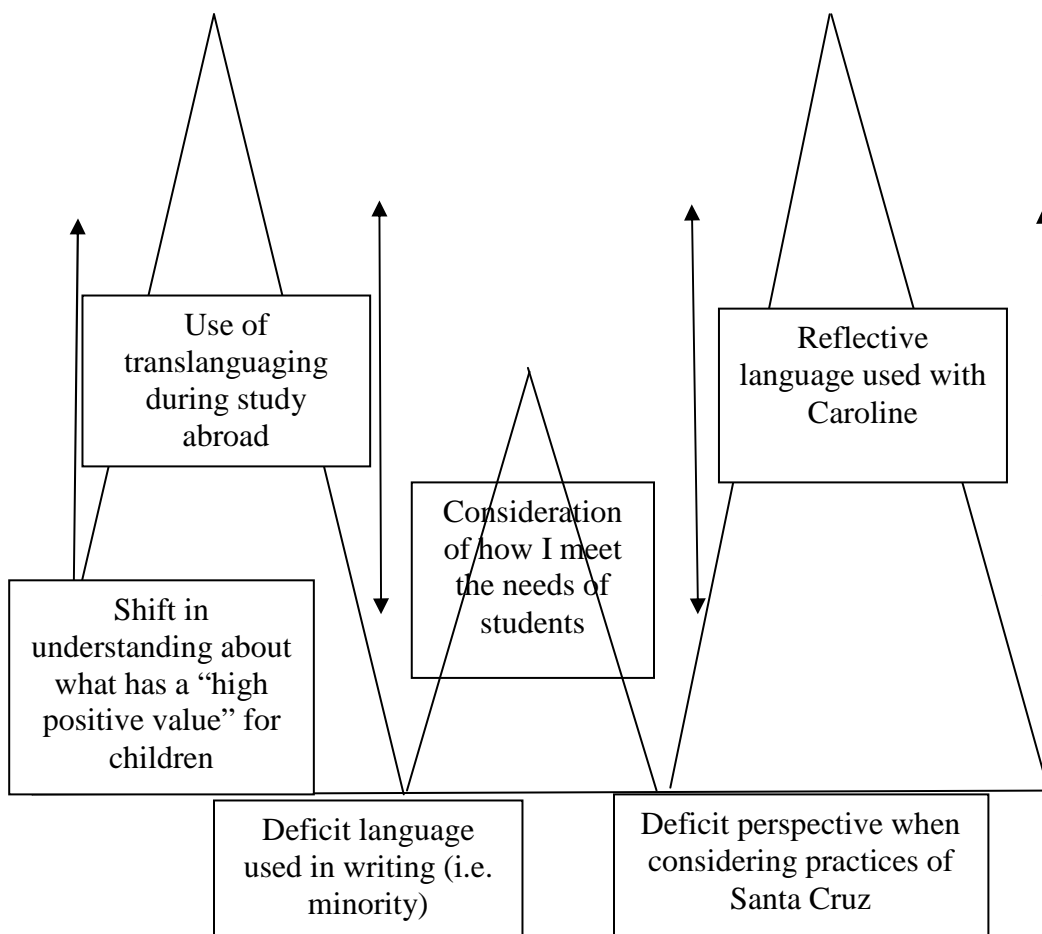 Use of
translanguaging
during study
abroad
Reflective
language used with
Caroline
Consideration
of how I meet
the needs of
students
Shift in
understanding about
what has a “high
positive value” for
children
Deficit language
used in writing (i.e.
minority)
Deficit perspective when
considering practices of
Santa Cruz